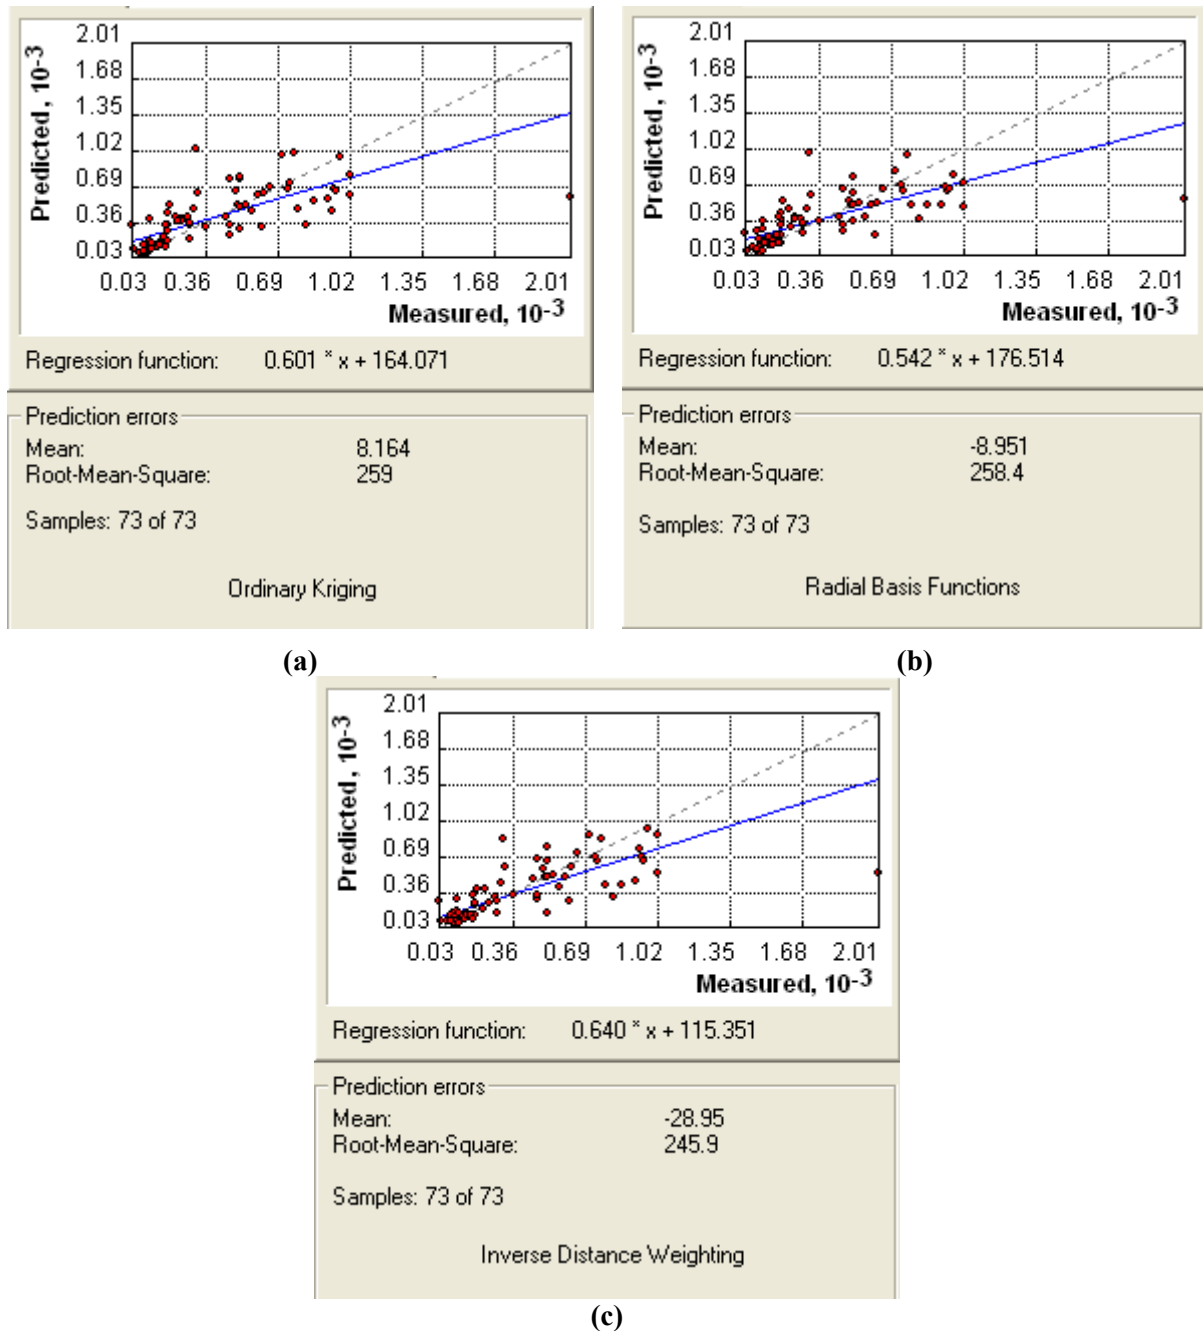 2.01
1.68
1.35
1.02
0.69
0.36
0.03
Predicted, 10-3
0.03 0.36 0.69 1.02 1.35 1.68 2.01
Measured, 10-3
Regression function: 0.601 * x + 164.071
Prediction errors
Mean: 8.164
Root-Mean-Square: 259
Samples: 73 of 73
Ordinary Kriging
(a)
2.01
1.68
1.35
1.02
0.69
0.36
0.03
Predicted, 10-3
0.03 0.36 0.69 1.02 1.35 1.68 2.01
Measured, 10-3
Regression function: 0.542 * x + 176.514
Prediction errors
Mean: -8.951
Root-Mean-Square: 258.4
Samples: 73 of 73
Radial Basis Functions
(b)
2.01
1.68
1.35
1.02
0.69
0.36
0.03
Predicted, 10-3
0.03 0.36 0.69 1.02 1.35 1.68 2.01
Measured, 10-3
Regression function: 0.640 * x + 115.351
Prediction errors
Mean: -28.95
Root-Mean-Square: 245.9
Samples: 73 of 73
Inverse Distance Weighting
(c)